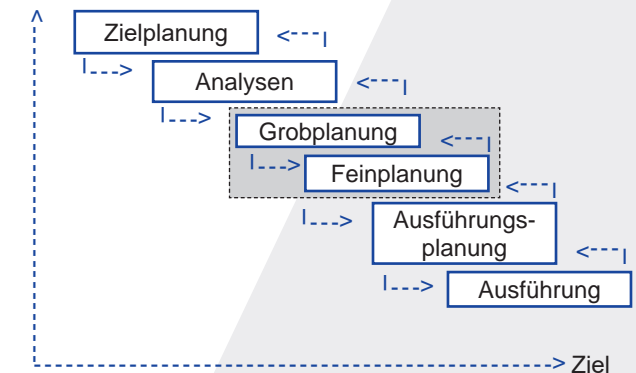 Zielplanung
Analysen
Grobplanung
Feinplanung
Ausführungs-
planung
Ausführung
Ziel